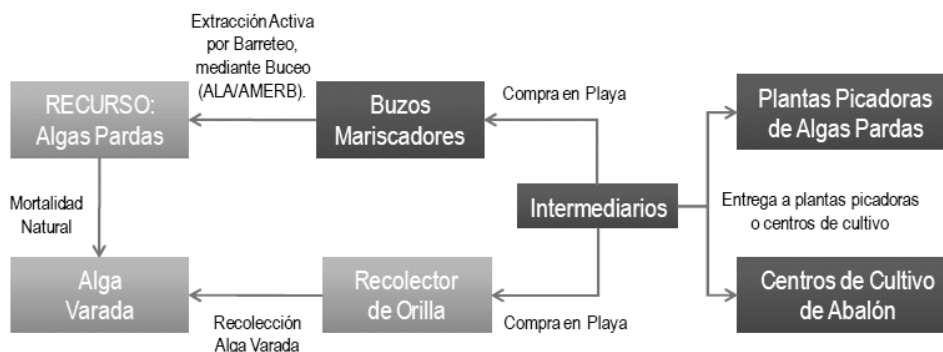 Extracción Activa
por Barreteo,
mediante Buceo
(ALA/AMERB).
RECURSO:
Algas Pardas
Buzos
Mariscadores
Compra en Playa
Plantas Picadoras
de Algas Pardas
Mortalidad
Natural
Intermediarios
Entrega a plantas picadoras
o centros de cultivo
Alga
Varada
Recolector
de Orilla
Centros de Cultivo
de Abalón
Recolección
Alga Varada
Compra en Playa